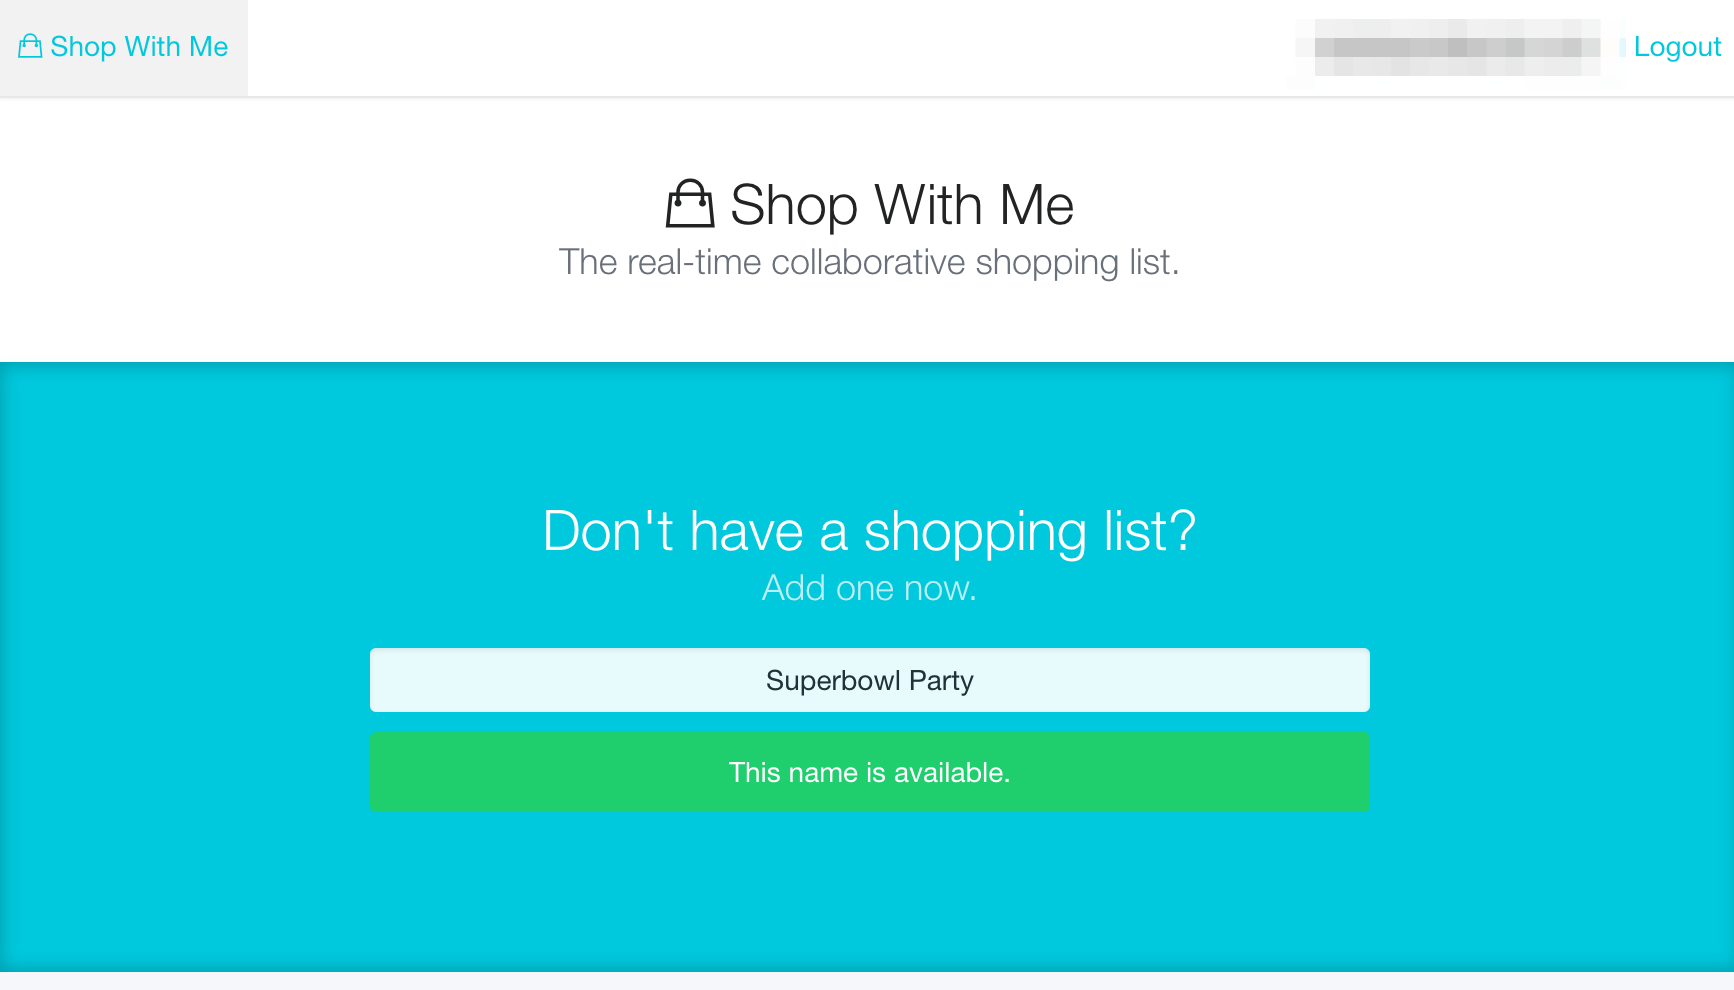 Shop With Me
Logout
Shop With Me
The real-time collaborative shopping list.
Don't have a shopping list?
Add one now.
Superbowl Party
This name is available.